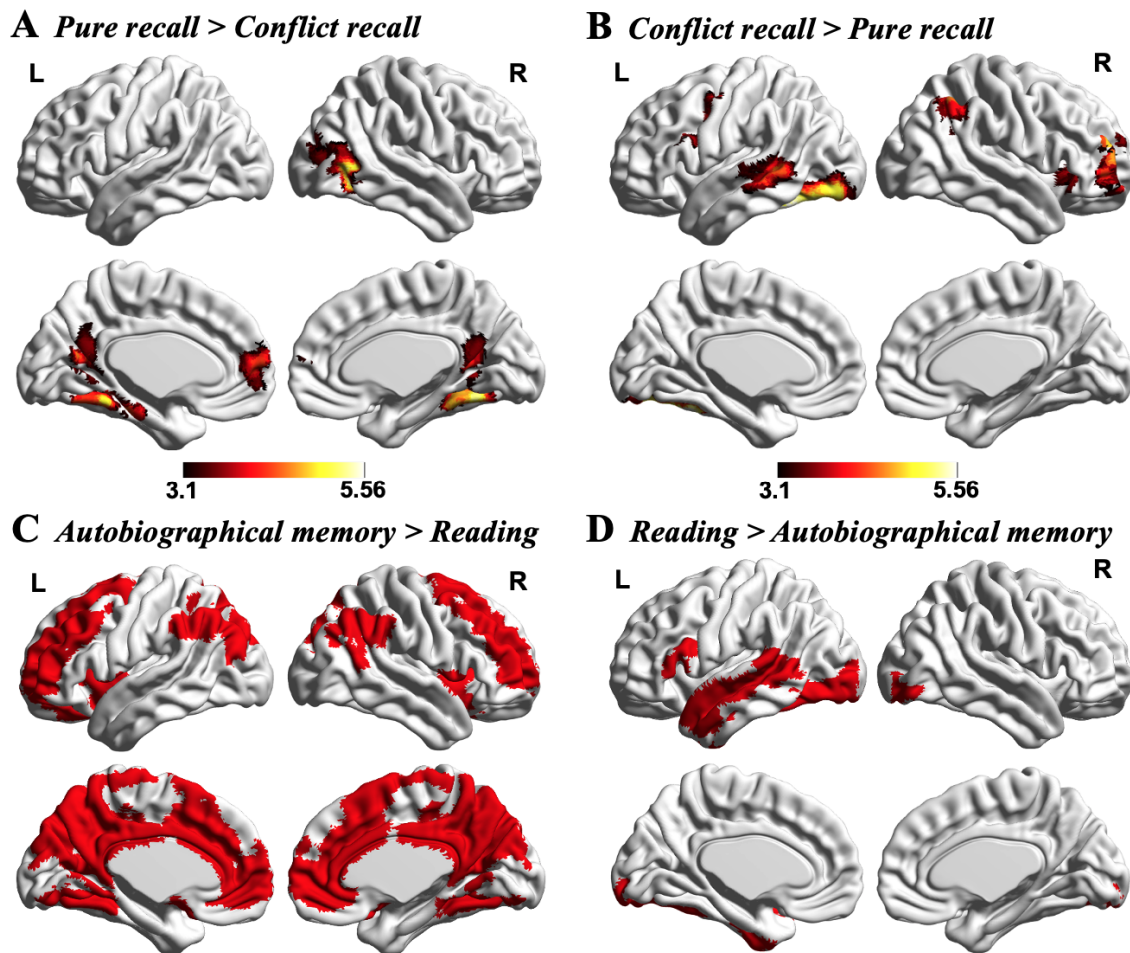 A Pure recall > Conflict recall
B Conflict recall > Pure recall
L R
L R
3.1 5.56
3.1 5.56
C Autobiographical memory > Reading
D Reading > Autobiographical memory
L R
L R